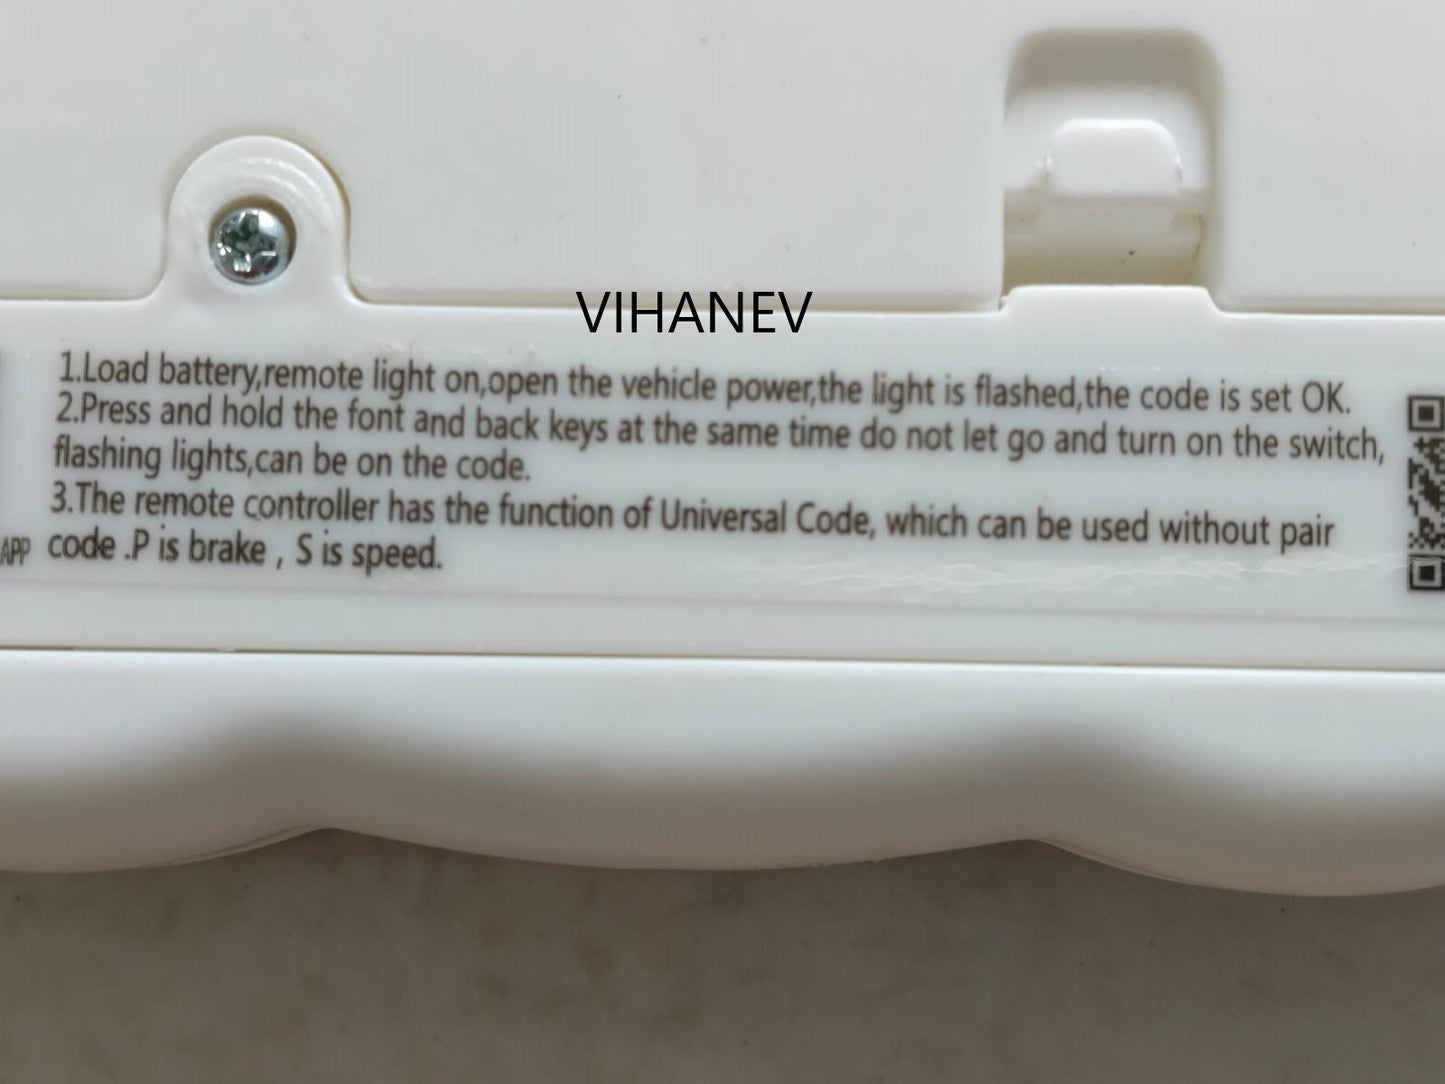 VIHANEV
1.Load battery,remote light on,open the vehicle power,the light is flashed,the code is set OK.
2.Press and hold the font and back keys at the same time do not let go and turn on the switch,
flashing lights,can be on the code.
3.The remote controller has the function of Universal Code, which can be used without pair
APP code .P is brake , S is speed.